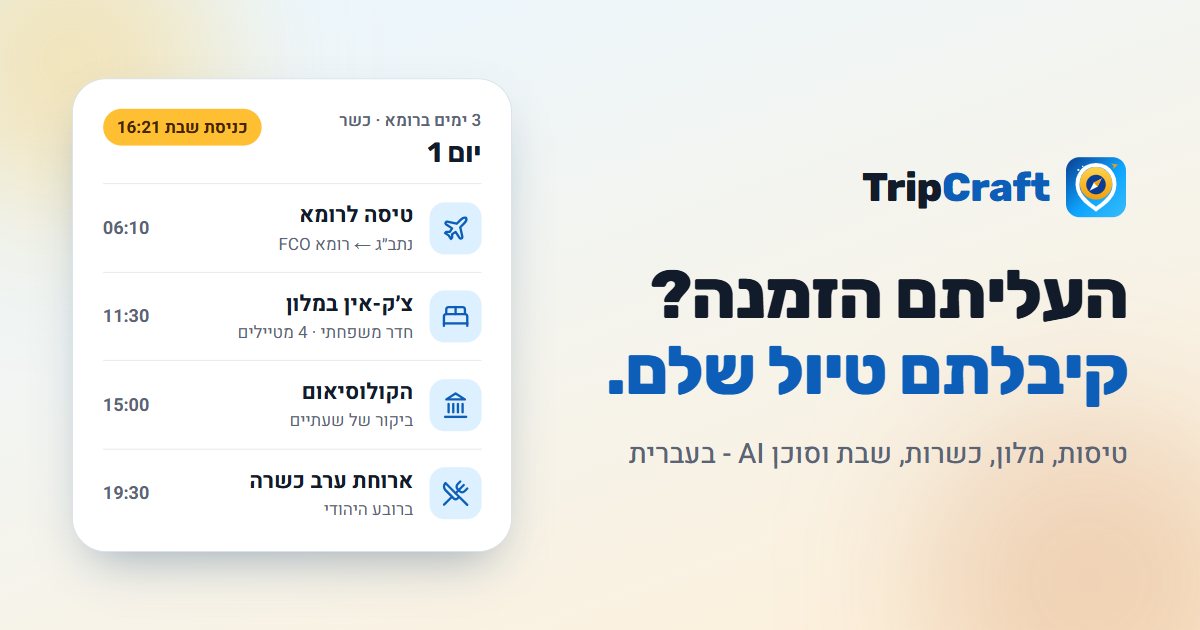 TripCraft
העליתם הזמנה?
קיבלתם טיול שלם.
טיסות, מלון, כשרות, שבת וסוכן AI - בעברית
3 ימים ברומא · כשר
כניסת שבת 16:21
יום 1
טיסה לרומא
06:10
נתב״ג ← רומא FCO
צ׳ק-אין במלון
11:30
חדר משפחתי · 4 מטיילים
הקולוסיאום
15:00
ביקור של שעתיים
ארוחת ערב כשרה
19:30
ברובע היהודי